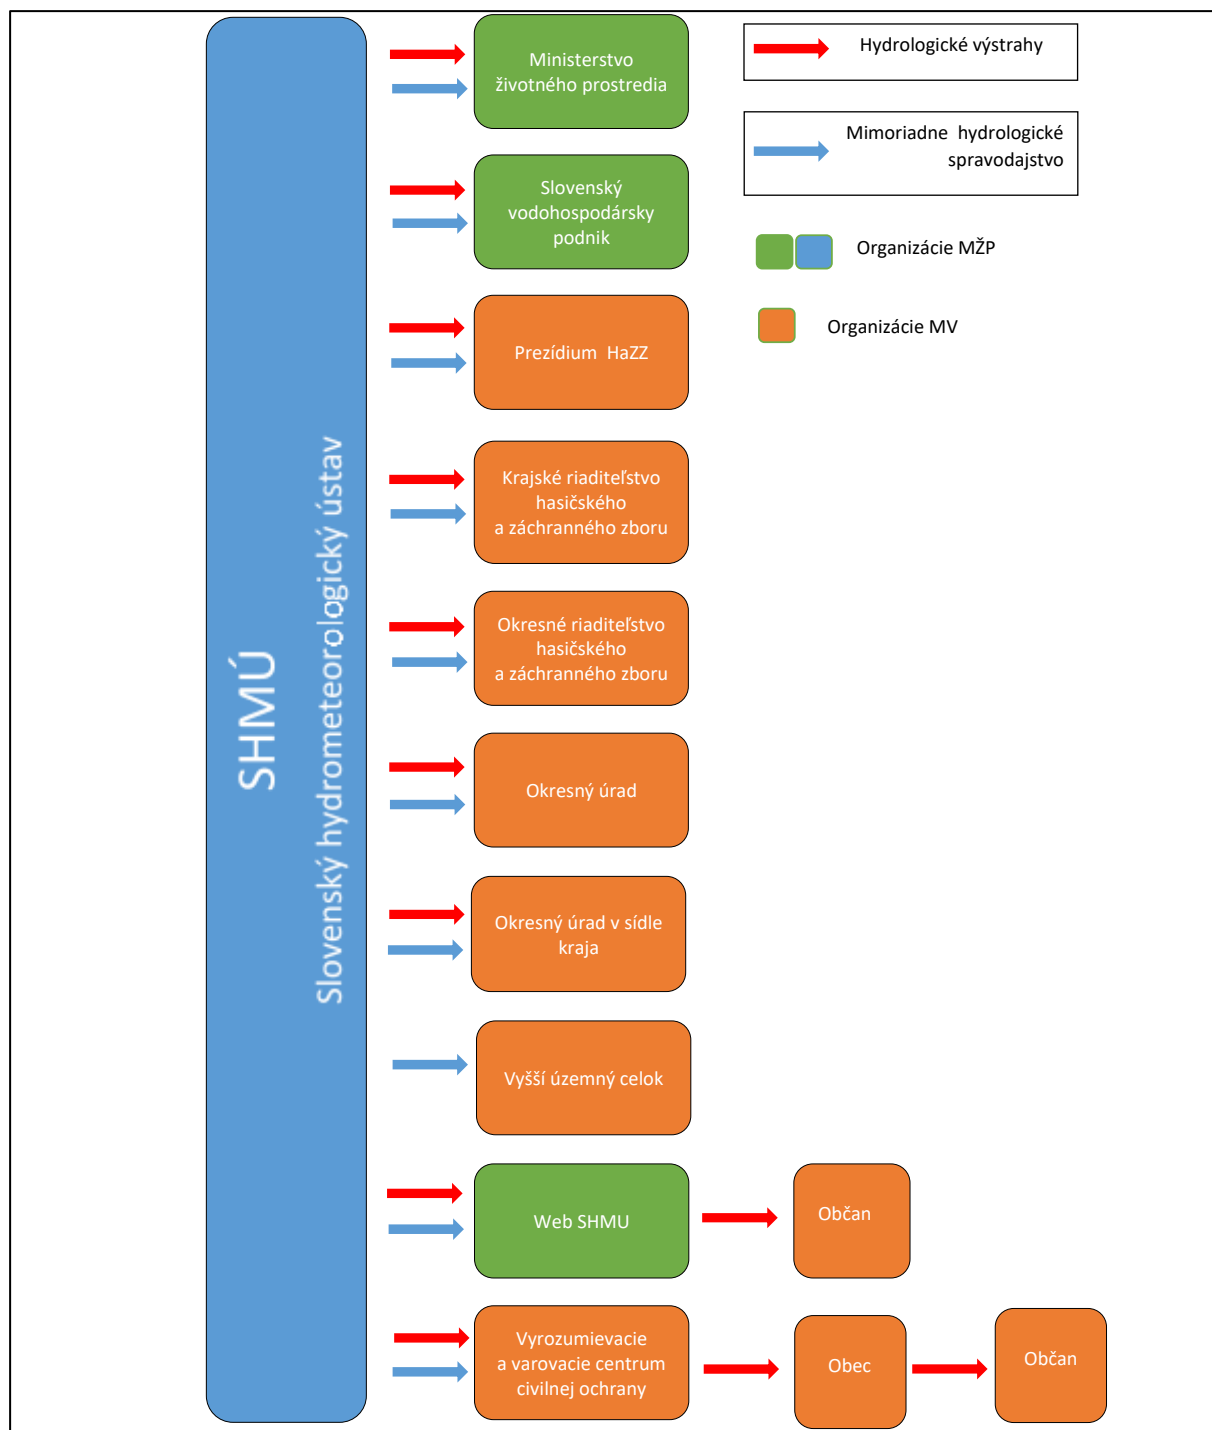 SHMÚ
Slovenský hydrometeorologický ústav
Ministerstvo
životného prostredia
Slovenský
vodohospodársky
podnik
Prezídium HaZZ
Krajské riaditeľstvo
hasičského
a záchranného zboru
Okresné riaditeľstvo
hasičského
a záchranného zboru
Okresný úrad
Okresný úrad v sídle
kraja
Vyšší územný celok
Web SHMU
Občan
Vyrozumievacie
a varovacie centrum
civilnej ochrany
Obec
Občan
Hydrologické výstrahy
Mimoriadne hydrologické
spravodajstvo
Organizácie MŽP
Organizácie MV